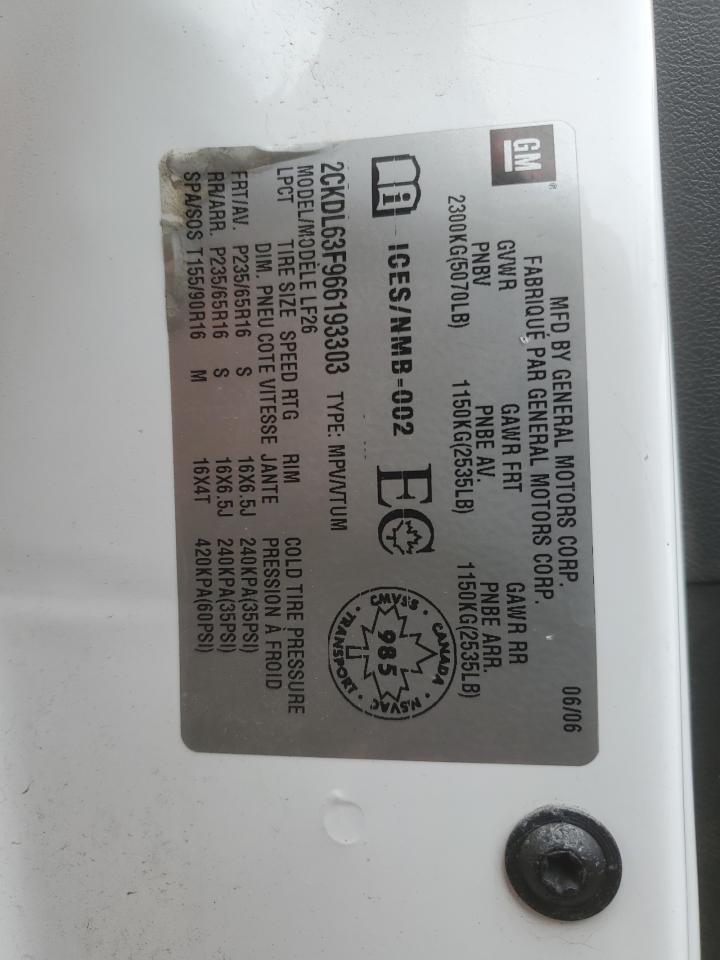 GM
MFD BY GENERAL MOTORS CORP.
FABRIQUÉ PAR GENERAL MOTORS CORP.
06/06
GVWR GAWR FRT GAWR RR
PNBV PNBE AV. PNBE ARR.
2300KG(5070LB) 1150KG(2535LB) 1150KG(2535LB)
i ICES/NMB-002 EC
CANADA · NSVAC · TRANSPORT · CMVSS ·
985
2CKDL63F966193303 TYPE: MPV/VTUM
MODEL/MODÈLE LF26
LPCT TIRE SIZE SPEED RTG RIM COLD TIRE PRESSURE
DIM. PNEU COTE VITESSE JANTE PRESSION À FROID
FRT/AV. P235/65R16 S 16X6.5J 240KPA(35PSI)
RR/ARR. P235/65R16 S 16X6.5J 240KPA(35PSI)
SPA/SOS T155/90R16 M 16X4T 420KPA(60PSI)